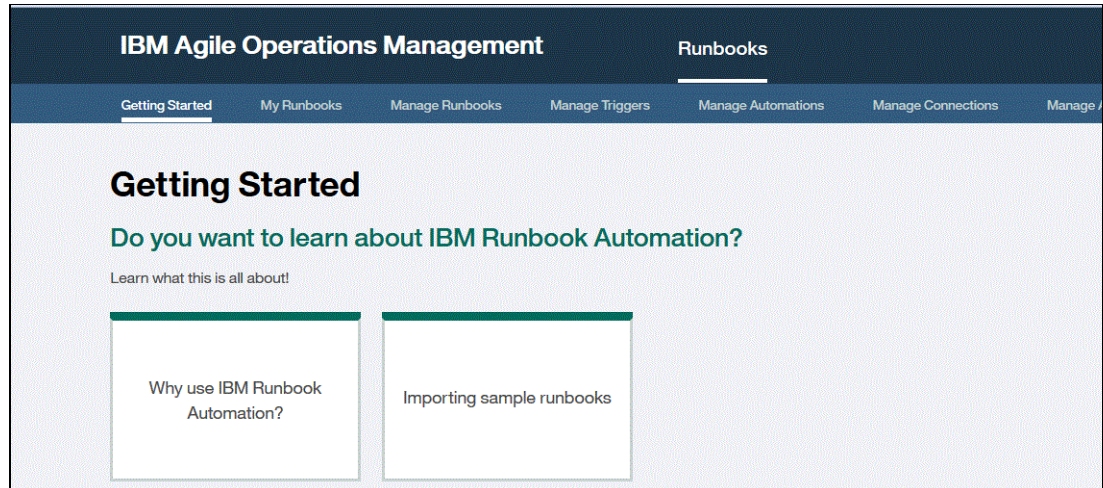 IBM Agile Operations Management Runbooks
Getting Started My Runbooks Manage Runbooks Manage Triggers Manage Automations Manage Connections Manage
Getting Started
Do you want to learn about IBM Runbook Automation?
Learn what this is all about!
Why use IBM Runbook
Automation?
Importing sample runbooks